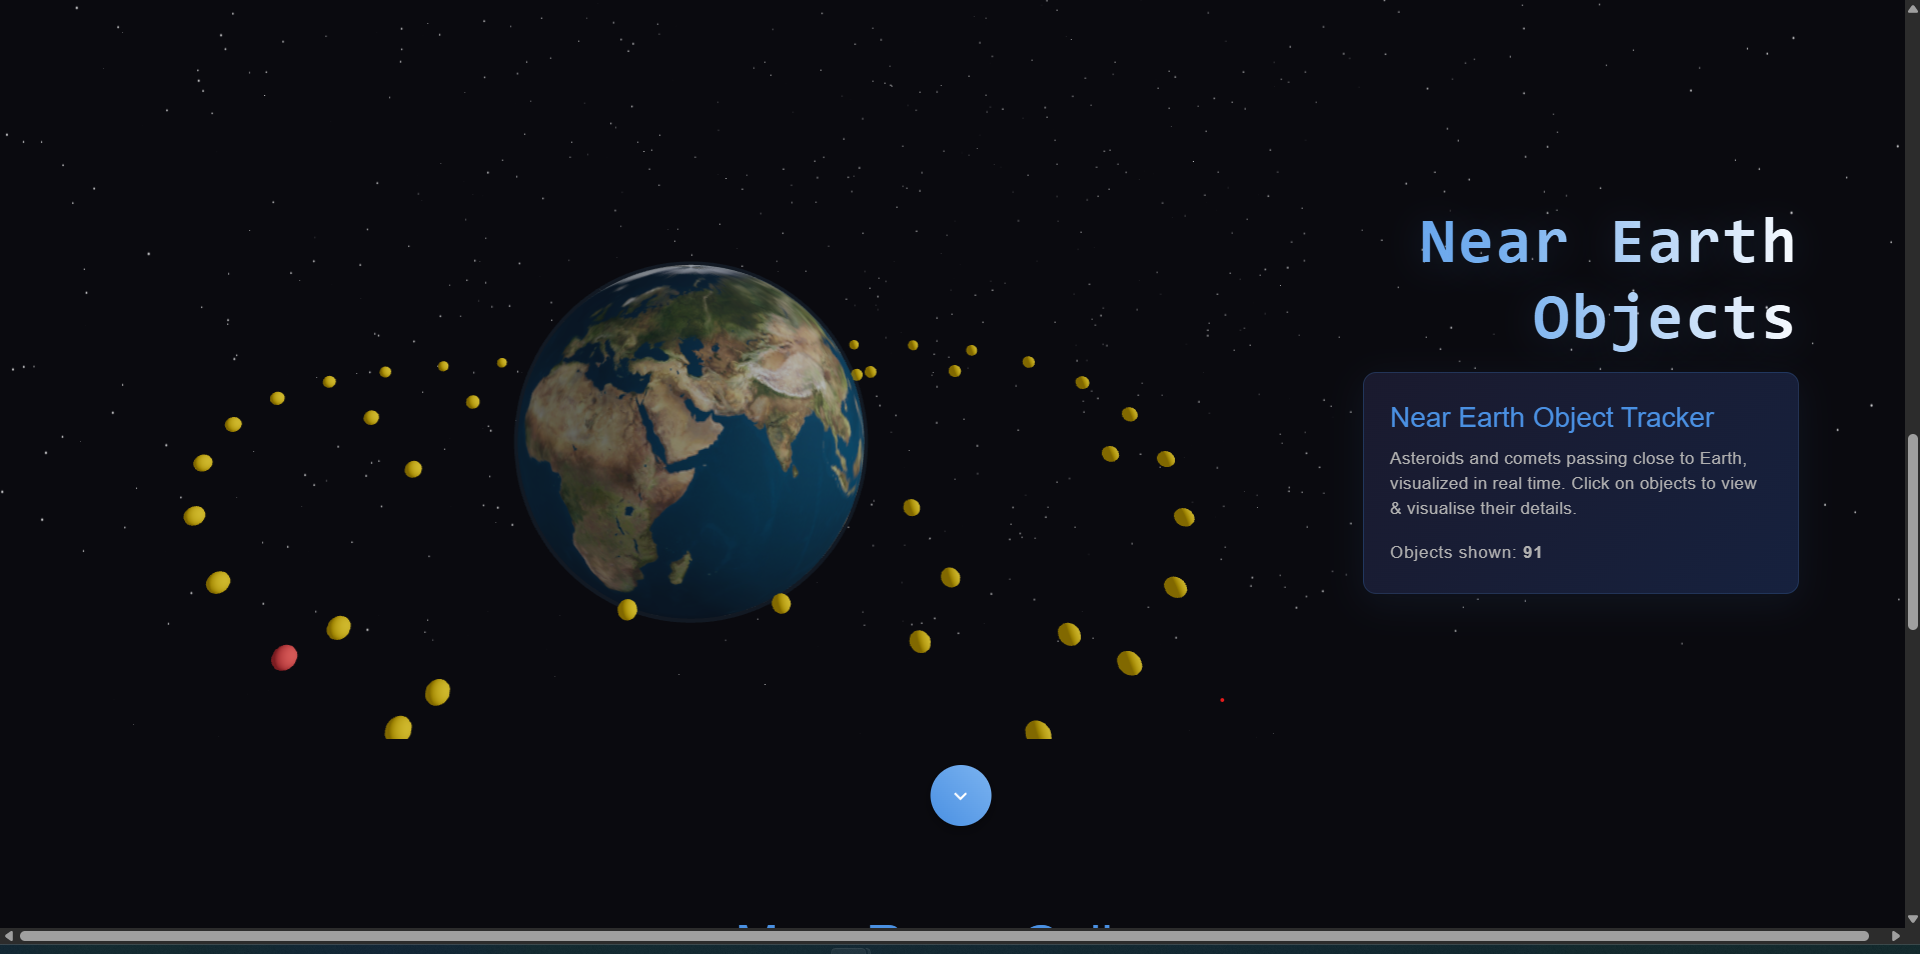 Near Earth
Objects
Near Earth Object Tracker
Asteroids and comets passing close to Earth,
visualized in real time. Click on objects to view
& visualise their details.
Objects shown: 91